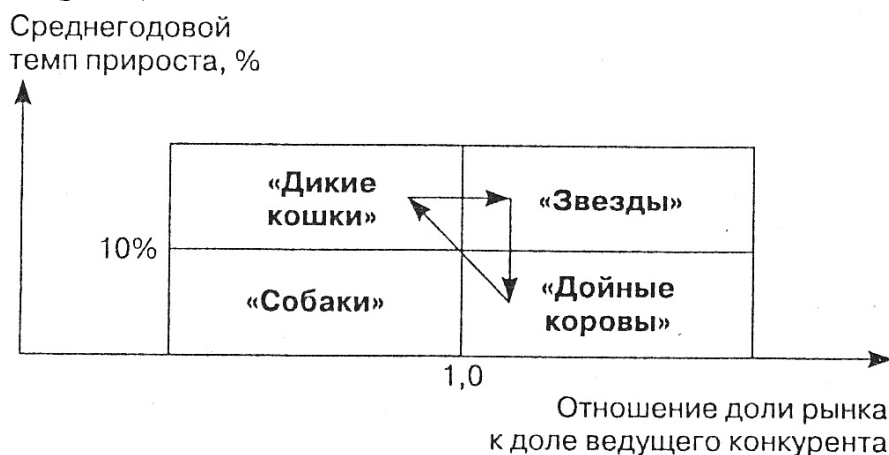 Среднегодовой
темп прироста, %
«Дикие
кошки»
«Звезды»
10%
«Собаки»
«Дойные
коровы»
1,0
Отношение доли рынка
к доле ведущего конкурента